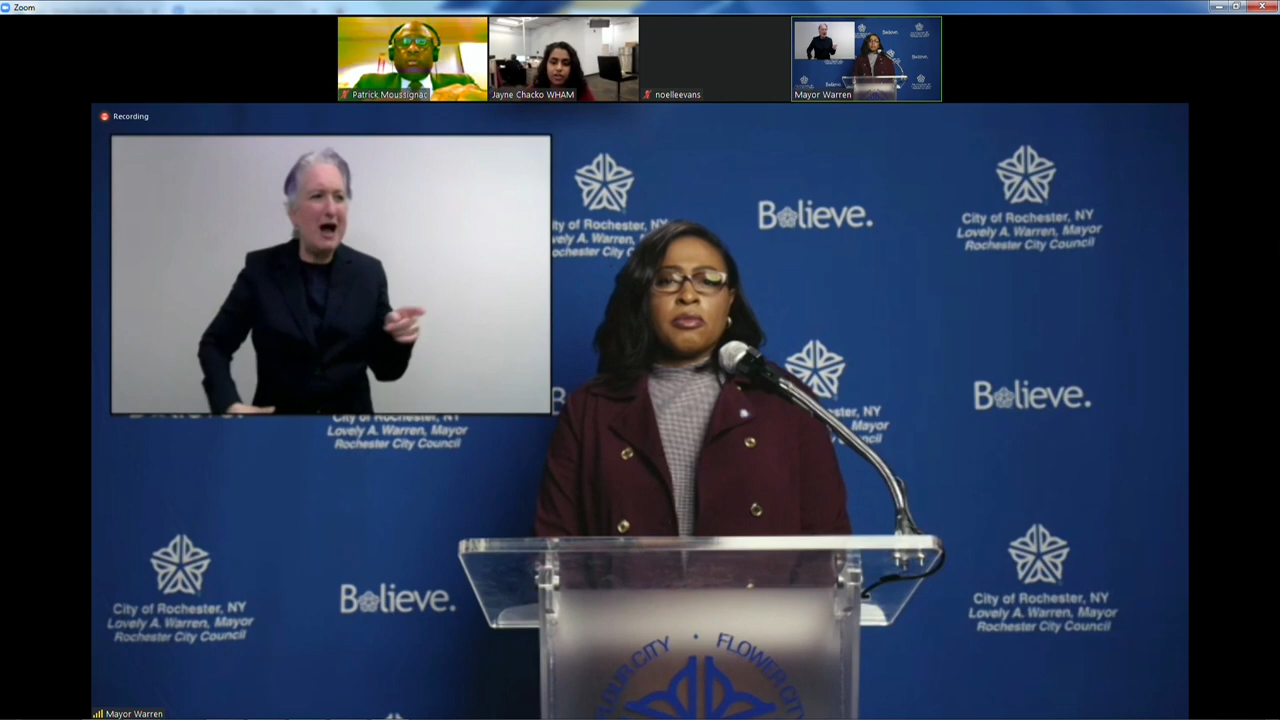 Zoom
Patrick Moussignac
Jayne Chacko WHAM
noelleevans
Mayor Warren
Recording
City of Rochester, NY
Lovely A. Warren, Mayor
Rochester City Council
Believe.
City of Rochester, NY
Lovely A. Warren, Mayor
Rochester City Council
Believe.
City of Rochester, NY
Lovely A. Warren, Mayor
Rochester City Council
Believe.
City of Rochester, NY
Lovely A. Warren, Mayor
Rochester City Council
FLOUR CITY • FLOWER CITY
City of Rochester, NY
Lovely A. Warren, Mayor
Rochester City Council
Mayor Warren